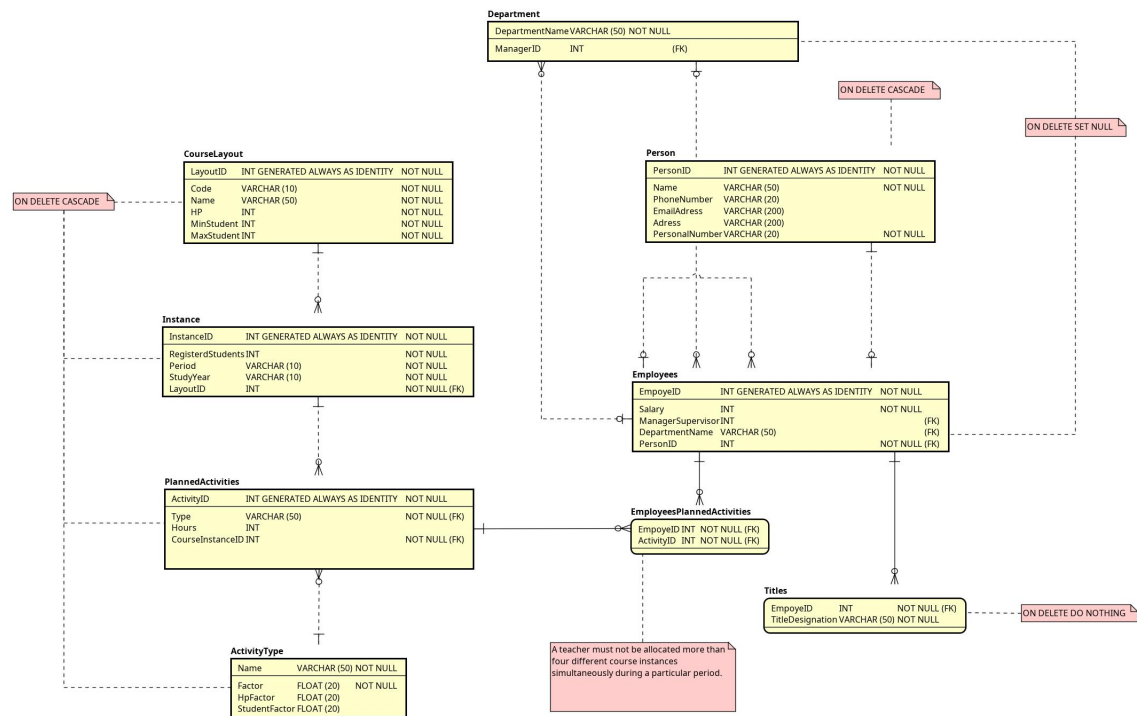 Department
DepartmentName VARCHAR (50) NOT NULL
ManagerID INT (FK)
ON DELETE CASCADE
ON DELETE SET NULL
Person
PersonID INT GENERATED ALWAYS AS IDENTITY NOT NULL
Name VARCHAR (50) NOT NULL
PhoneNumber VARCHAR (20)
EmailAdress VARCHAR (200)
Adress VARCHAR (200)
PersonalNumber VARCHAR (20) NOT NULL
CourseLayout
LayoutID INT GENERATED ALWAYS AS IDENTITY NOT NULL
Code VARCHAR (10) NOT NULL
Name VARCHAR (50) NOT NULL
HP INT NOT NULL
MinStudent INT NOT NULL
MaxStudent INT NOT NULL
ON DELETE CASCADE
Instance
InstanceID INT GENERATED ALWAYS AS IDENTITY NOT NULL
RegisterdStudents INT NOT NULL
Period VARCHAR (10) NOT NULL
StudyYear VARCHAR (10) NOT NULL
LayoutID INT NOT NULL (FK)
Employees
EmpoyeID INT GENERATED ALWAYS AS IDENTITY NOT NULL
Salary INT NOT NULL
ManagerSupervisor INT (FK)
DepartmentName VARCHAR (50) (FK)
PersonID INT NOT NULL (FK)
PlannedActivities
ActivityID INT GENERATED ALWAYS AS IDENTITY NOT NULL
Type VARCHAR (50) NOT NULL (FK)
Hours INT
CourseInstanceID INT NOT NULL (FK)
EmployeesPlannedActivities
EmpoyeID INT NOT NULL (FK)
ActivityID INT NOT NULL (FK)
Titles
EmpoyeID INT NOT NULL (FK)
TitleDesignation VARCHAR (50) NOT NULL
ON DELETE DO NOTHING
A teacher must not be allocated more than
four different course instances
simultaneously during a particular period.
ActivityType
Name VARCHAR (50) NOT NULL
Factor FLOAT (20) NOT NULL
HpFactor FLOAT (20)
StudentFactor FLOAT (20)